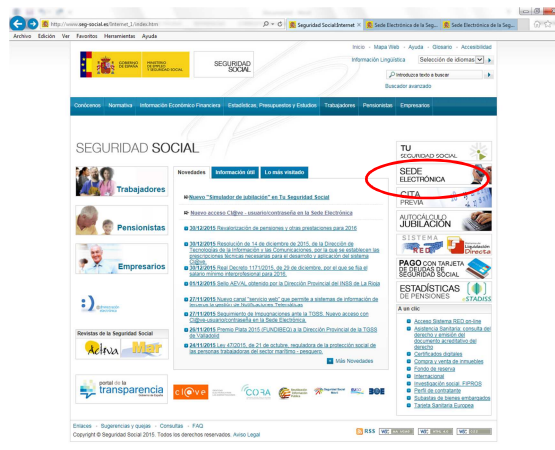 http://www.seg-social.es/Internet_1/index.htm
Seguridad Social:Internet
Sede Electrónica de la Seg...
Sede Electrónica de la Seg...
Archivo Edición Ver Favoritos Herramientas Ayuda
Inicio - Mapa Web - Ayuda - Glosario - Accesibilidad
GOBIERNO DE ESPAÑA
MINISTERIO DE EMPLEO Y SEGURIDAD SOCIAL
SEGURIDAD SOCIAL
Información Lingüística
Selección de idiomas
Introduzca texto a buscar
Buscador avanzado
Conócenos Normativa Información Económico Financiera Estadísticas, Presupuestos y Estudios Trabajadores Pensionistas Empresarios
SEGURIDAD SOCIAL
Trabajadores
Pensionistas
Empresarios
Revistas de la Seguridad Social
Activa
Mar
portal de la
transparencia
Novedades Información útil Lo más visitado
Nuevo "Simulador de jubilación" en Tu Seguridad Social
Nuevo acceso Cl@ve - usuario/contraseña en la Sede Electrónica
30/12/2015 Revalorización de pensiones y otras prestaciones para 2016
30/12/2015 Resolución de 14 de diciembre de 2015, de la Dirección de
Tecnologías de la Información y las Comunicaciones, por la que se establecen las
prescripciones técnicas necesarias para el desarrollo y aplicación del sistema
Cl@ve.
30/12/2015 Real Decreto 1171/2015, de 29 de diciembre, por el que se fija el
salario mínimo interprofesional para 2016.
01/12/2015 Sello AEVAL obtenido por la Dirección Provincial del INSS de La Rioja
27/11/2015 Nuevo canal "servicio web" que permite a sistemas de información de
terceros la gestión de Notificaciones Telemáticas
27/11/2015 Seguimiento de Impugnaciones ante la TGSS. Nuevo acceso con
Cl@ve-usuario/contraseña en la Sede Electrónica.
26/11/2015 Premio Plata 2015 (FUNDIBEQ) a la Dirección Provincial de la TGSS
de Valladolid
24/11/2015 Ley 47/2015, de 21 de octubre, reguladora de la protección social de
las personas trabajadoras del sector marítimo - pesquero.
Más Novedades
cl@ve
CORA
BOE
TU
SEGURIDAD SOCIAL
SEDE
ELECTRÓNICA
CITA
PREVIA
AUTOCÁLCULO
JUBILACIÓN
SISTEMA
RED
Liquidación
Directa
PAGO CON TARJETA
DE DEUDAS DE
SEGURIDAD SOCIAL
ESTADÍSTICAS
DE PENSIONES
eSTADISS
A un clic
Acceso Sistema RED on-line
Asistencia Sanitaria: consulta del
derecho y emisión del
documento acreditativo del
derecho
Certificados digitales
Compra y venta de inmuebles
Fondo de reserva
Internacional
Investigación social. FIPROS
Perfil de contratante
Subastas de bienes embargados
Tarjeta Sanitaria Europea
Enlaces - Sugerencias y quejas - Consultas - FAQ
Copyright © Seguridad Social 2015. Todos los derechos reservados. Aviso Legal
RSS